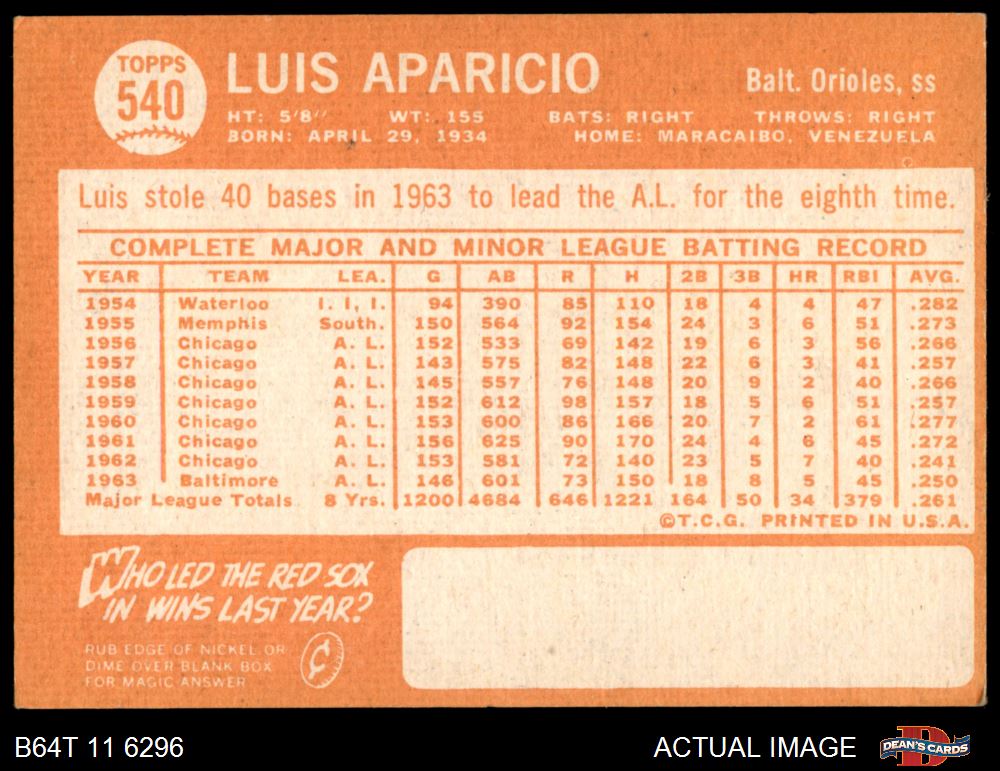 TOPPS
540
LUIS APARICIO
Balt. Orioles, ss
HT: 5'8" WT: 155 BATS: RIGHT THROWS: RIGHT
BORN: APRIL 29, 1934 HOME: MARACAIBO, VENEZUELA
Luis stole 40 bases in 1963 to lead the A.L. for the eighth time.
COMPLETE MAJOR AND MINOR LEAGUE BATTING RECORD
YEAR TEAM LEA. G AB R H 2B 3B HR RBI AVG.
1954 Waterloo I. I. I. 94 390 85 110 18 4 4 47 .282
1955 Memphis South. 150 564 92 154 24 3 6 51 .273
1956 Chicago A. L. 152 533 69 142 19 6 3 56 .266
1957 Chicago A. L. 143 575 82 148 22 6 3 41 .257
1958 Chicago A. L. 145 557 76 148 20 9 2 40 .266
1959 Chicago A. L. 152 612 98 157 18 5 6 51 .257
1960 Chicago A. L. 153 600 86 166 20 7 2 61 .277
1961 Chicago A. L. 156 625 90 170 24 4 6 45 .272
1962 Chicago A. L. 153 581 72 140 23 5 7 40 .241
1963 Baltimore A. L. 146 601 73 150 18 8 5 45 .250
Major League Totals 8 Yrs. 1200 4684 646 1221 164 50 34 379 .261
©T.C.G. PRINTED IN U.S.A.
WHO LED THE RED SOX
IN WINS LAST YEAR?
RUB EDGE OF NICKEL OR
DIME OVER BLANK BOX
FOR MAGIC ANSWER
¢
B64T 11 6296
ACTUAL IMAGE
DEAN'S CARDS